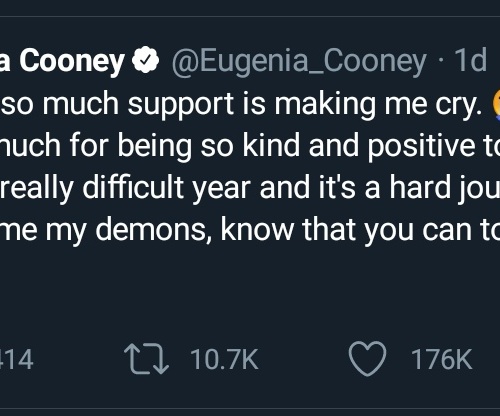 a Cooney @Eugenia_Cooney · 1d
so much support is making me cry.
much for being so kind and positive to
really difficult year and it's a hard jou
me my demons, know that you can to
414 10.7K 176K